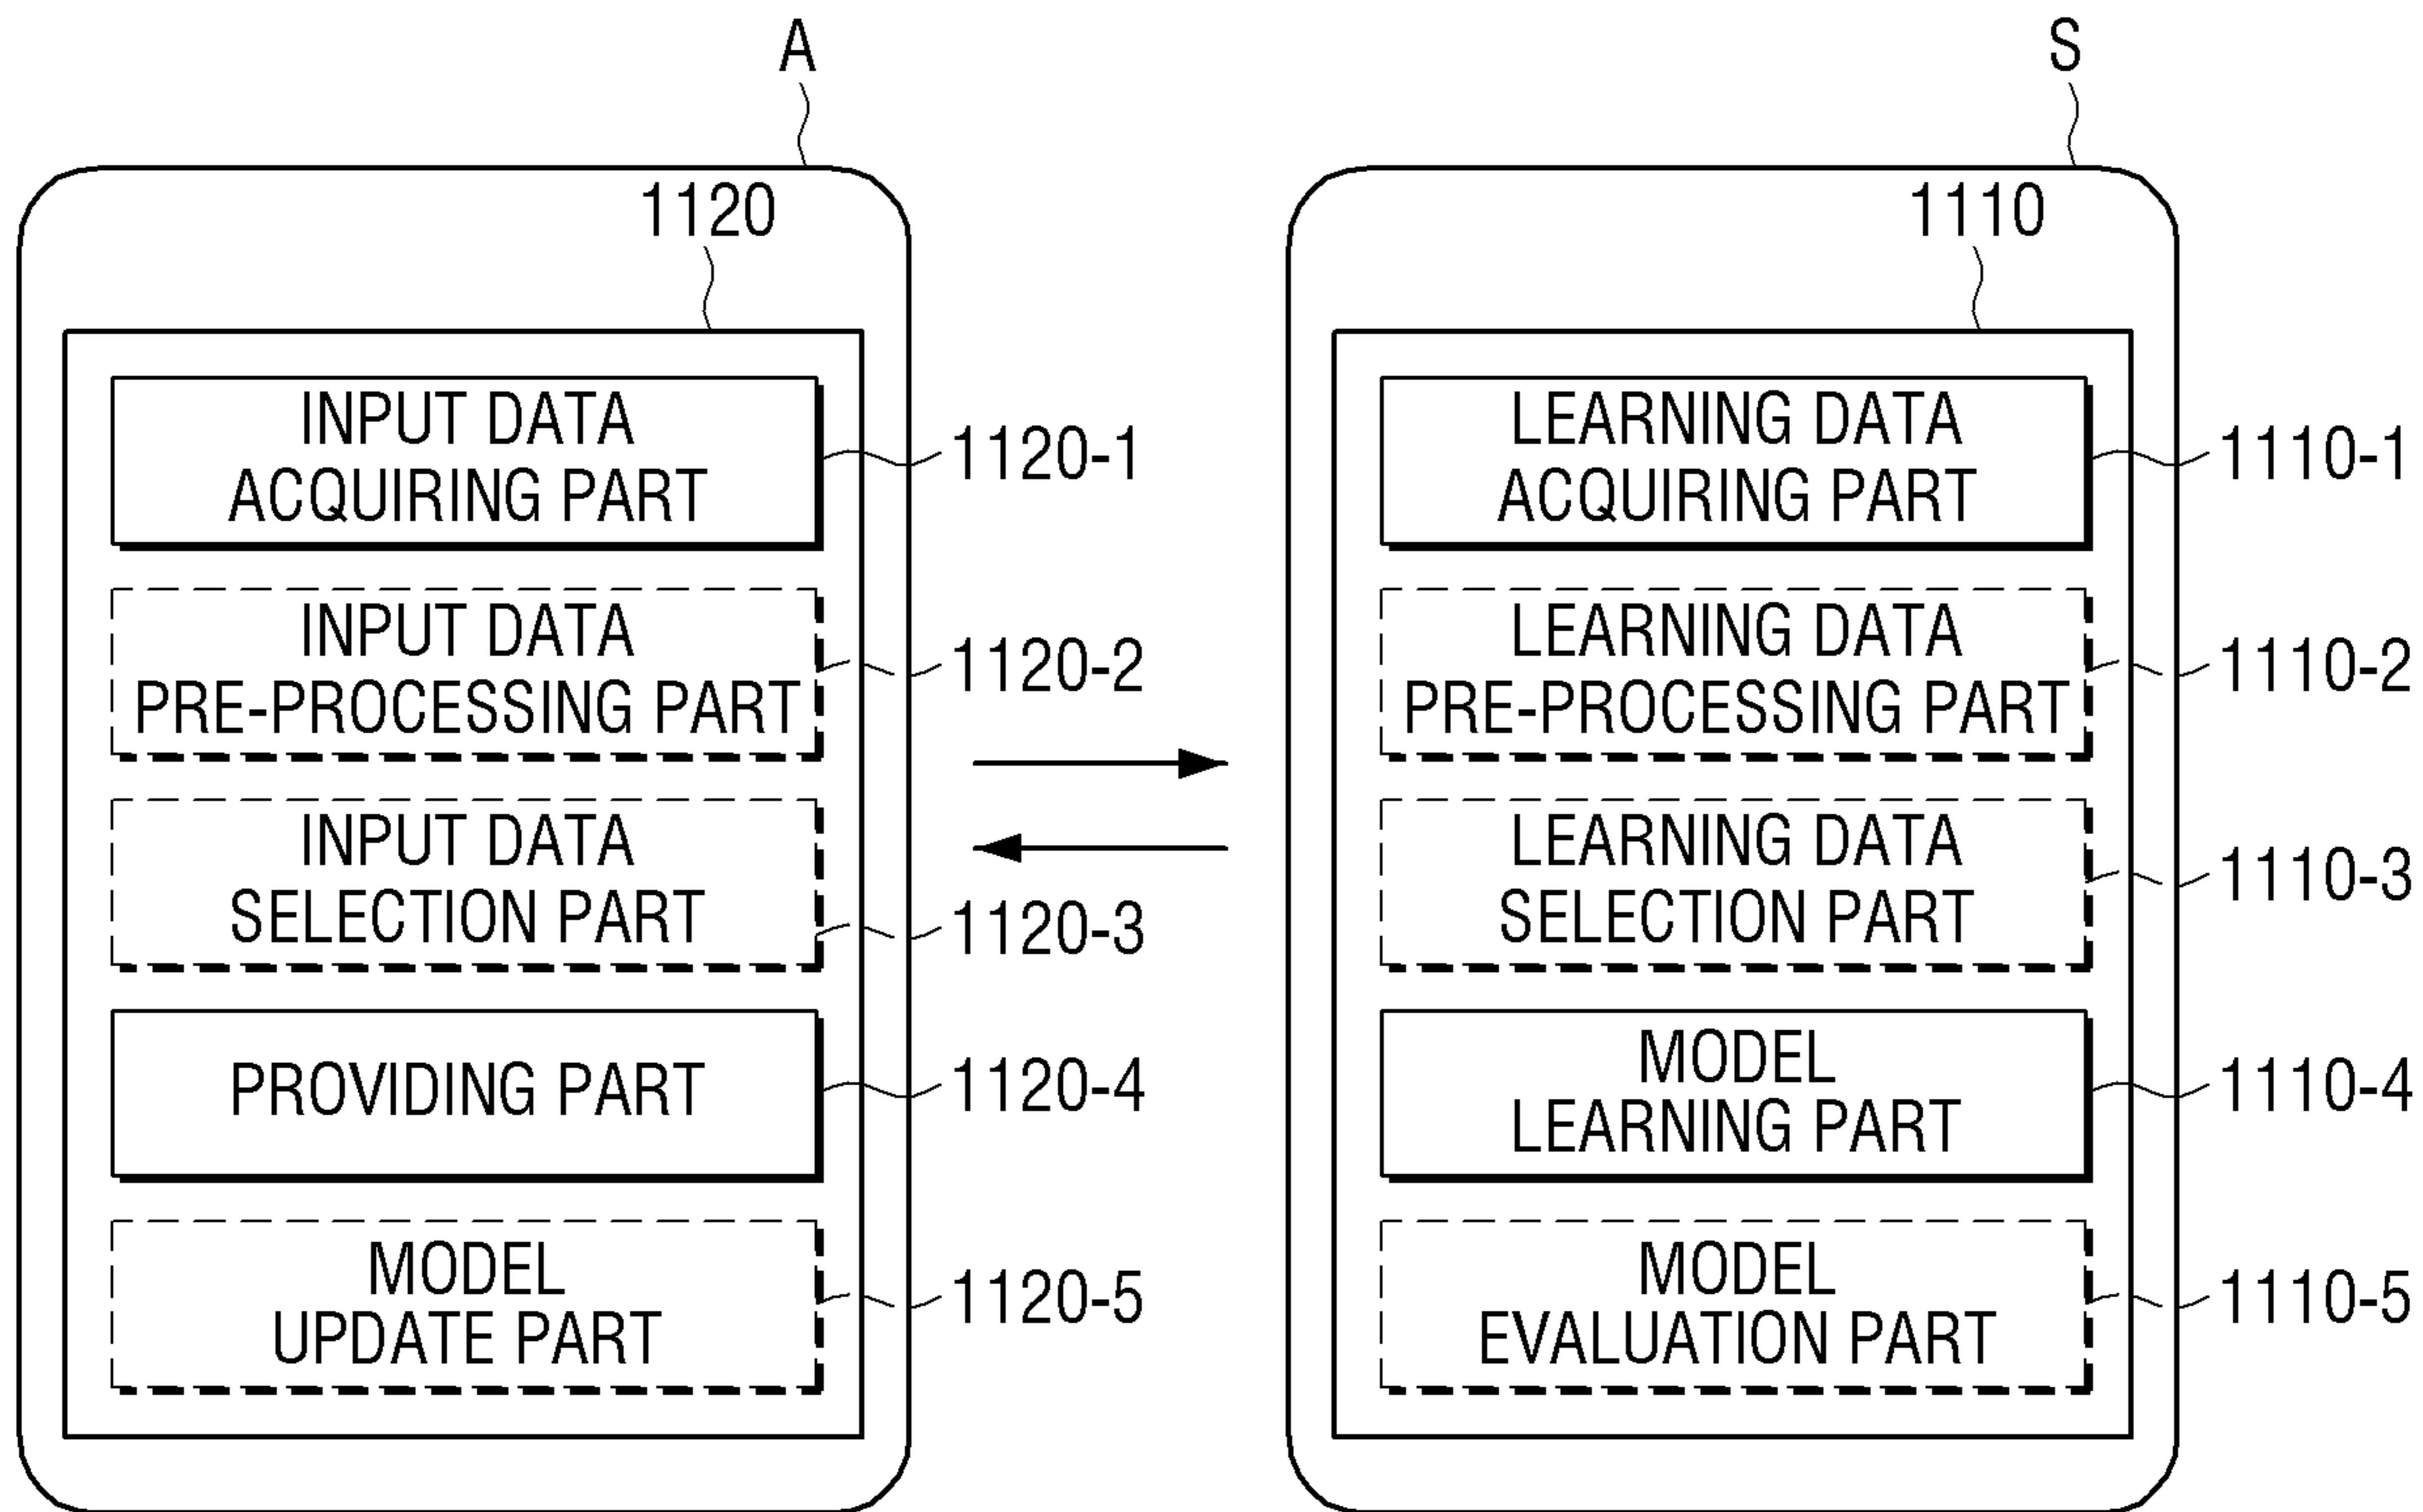 A
1120
INPUT DATA
ACQUIRING PART
1120-1
INPUT DATA
PRE-PROCESSING PART
1120-2
INPUT DATA
SELECTION PART
1120-3
PROVIDING PART
1120-4
MODEL
UPDATE PART
1120-5
S
1110
LEARNING DATA
ACQUIRING PART
1110-1
LEARNING DATA
PRE-PROCESSING PART
1110-2
LEARNING DATA
SELECTION PART
1110-3
MODEL
LEARNING PART
1110-4
MODEL
EVALUATION PART
1110-5